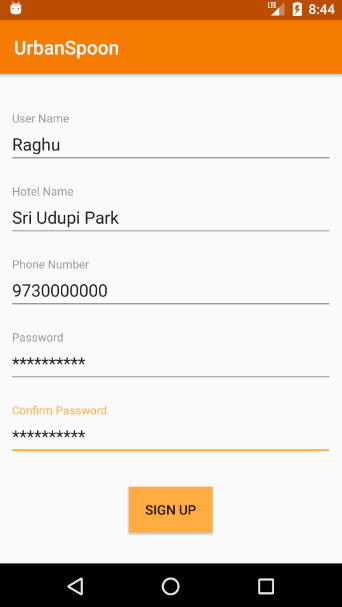 LTE 8:44
UrbanSpoon
User Name
Raghu
Hotel Name
Sri Udupi Park
Phone Number
9730000000
Password
**********
Confirm Password
**********
SIGN UP